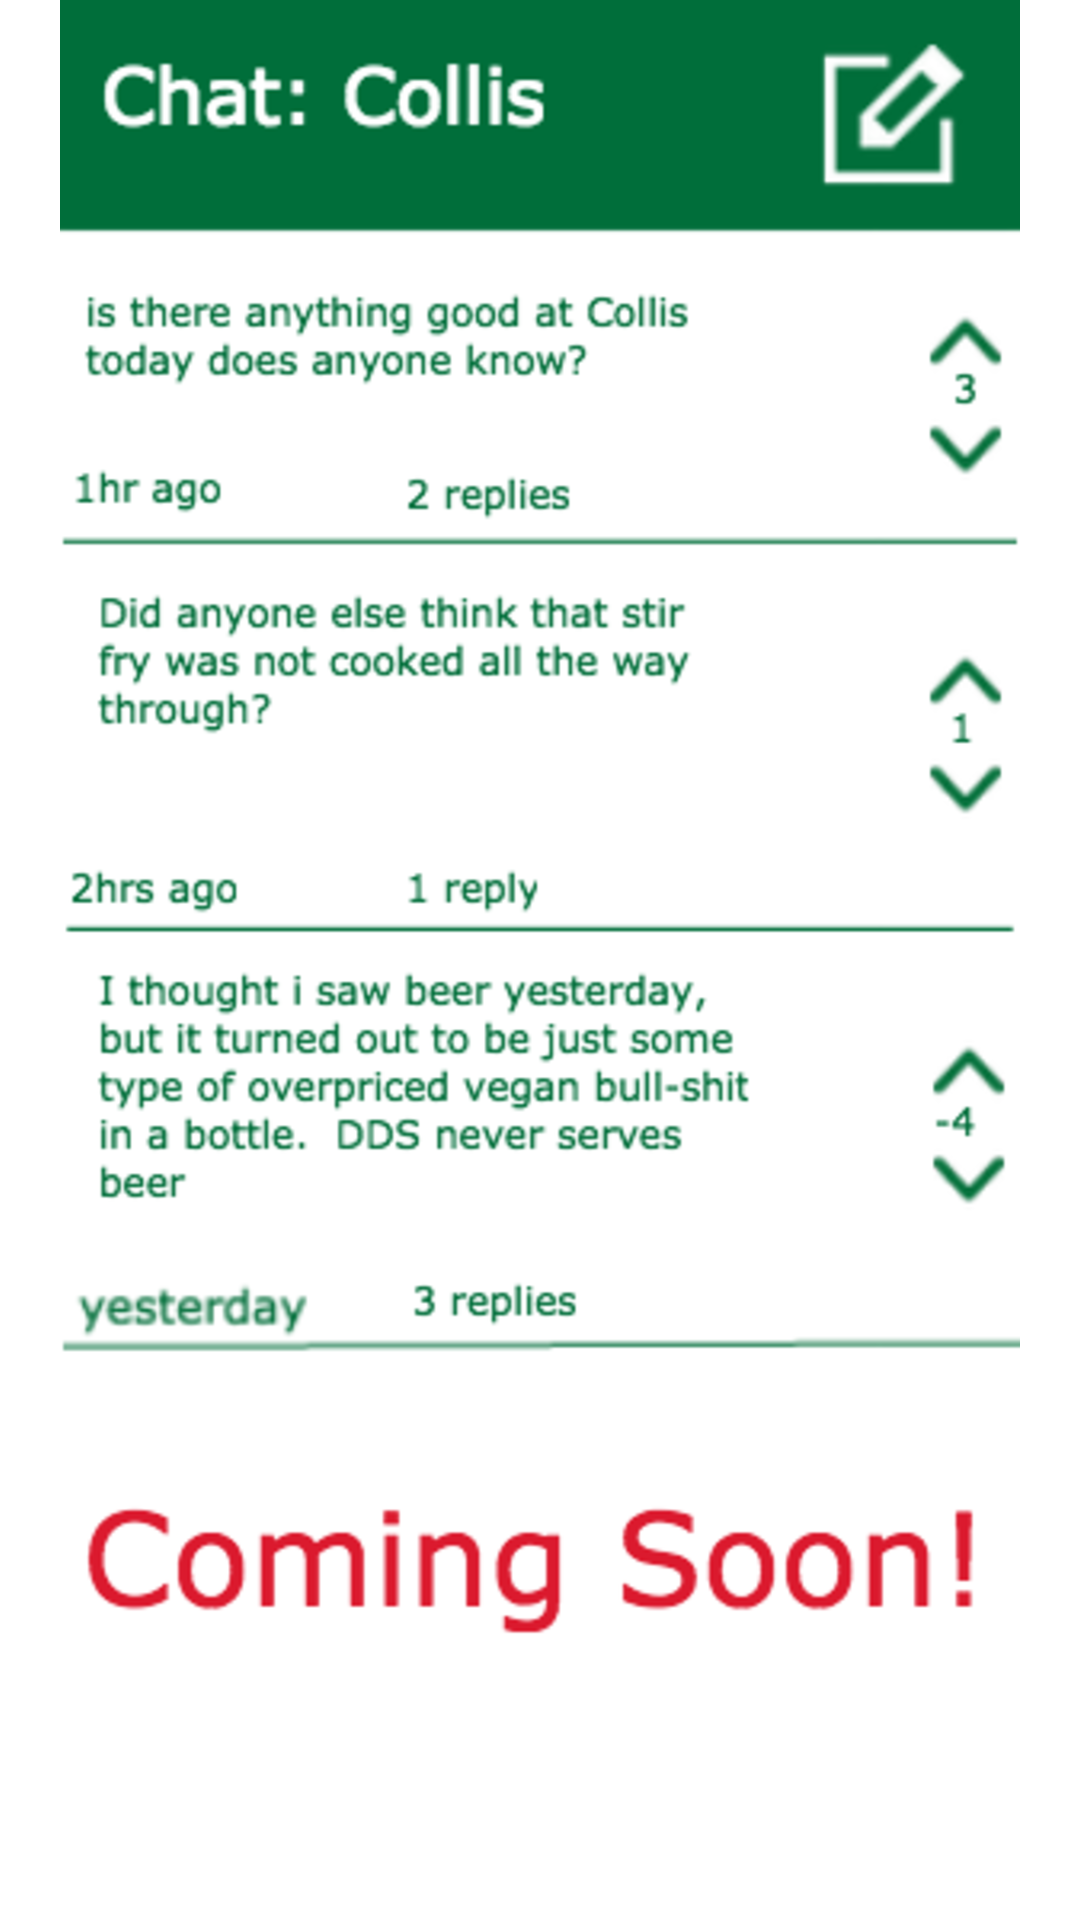 Chat: Collis
is there anything good at Collis
today does anyone know?
3
1hr ago
2 replies
Did anyone else think that stir
fry was not cooked all the way
through?
1
2hrs ago
1 reply
I thought i saw beer yesterday,
but it turned out to be just some
type of overpriced vegan bull-shit
in a bottle.  DDS never serves
beer
-4
yesterday
3 replies
Coming Soon!